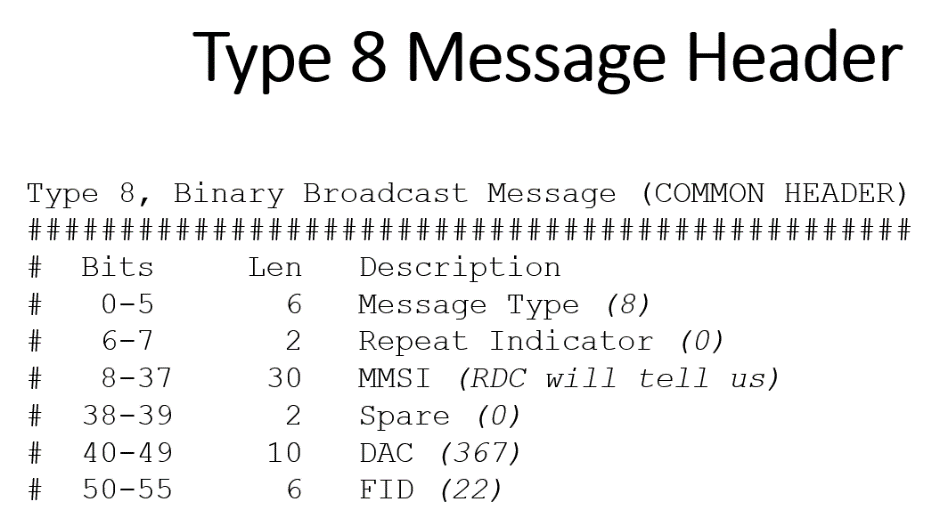 Type 8 Message Header
Type 8, Binary Broadcast Message (COMMON HEADER)
################################################
# Bits Len Description
# 0-5 6 Message Type (8)
# 6-7 2 Repeat Indicator (0)
# 8-37 30 MMSI (RDC will tell us)
# 38-39 2 Spare (0)
# 40-49 10 DAC (367)
# 50-55 6 FID (22)